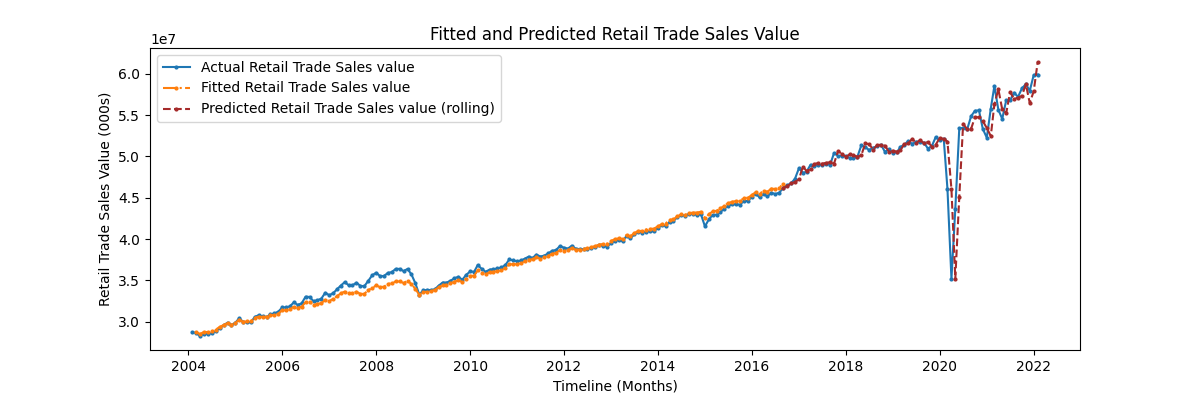 Fitted and Predicted Retail Trade Sales Value
1e7
Actual Retail Trade Sales value
Fitted Retail Trade Sales value
Predicted Retail Trade Sales value (rolling)
Retail Trade Sales Value (000s)
6.0
5.5
5.0
4.5
4.0
3.5
3.0
2004 2006 2008 2010 2012 2014 2016 2018 2020 2022
Timeline (Months)